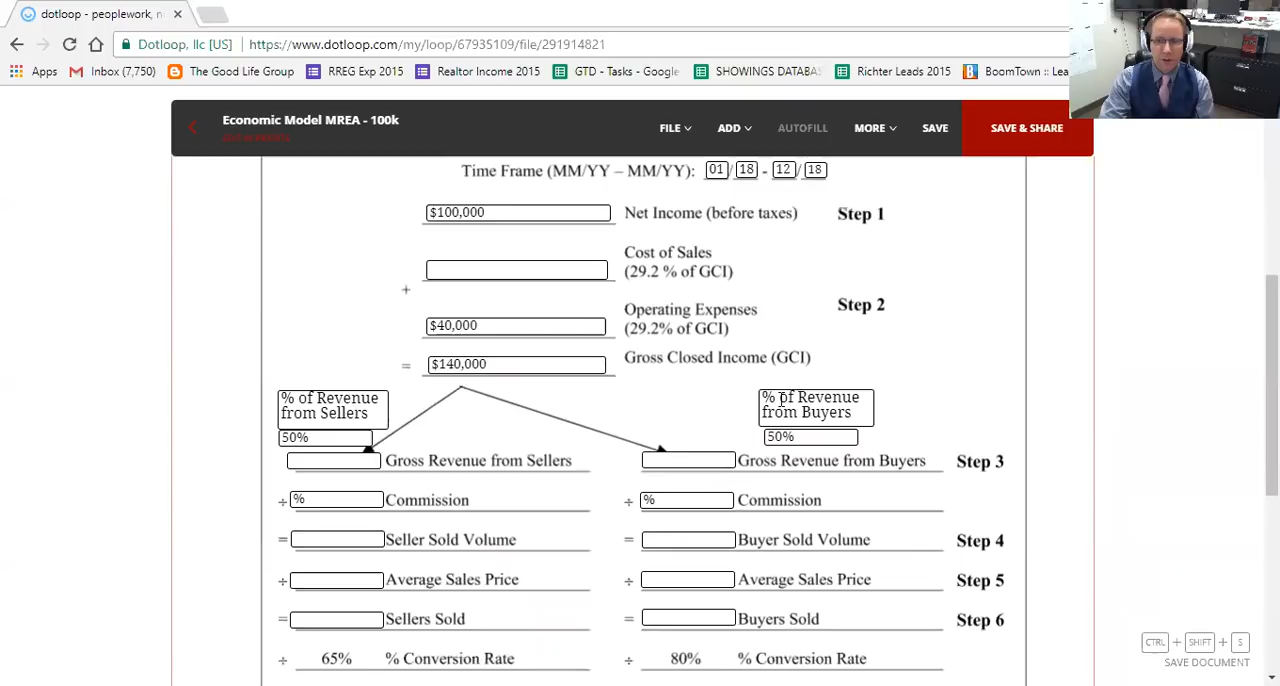 dotloop - peoplework, n
Dotloop, llc [US] https://www.dotloop.com/my/loop/67935109/file/291914821
Apps Inbox (7,750) The Good Life Group RREG Exp 2015 Realtor Income 2015 GTD - Tasks - Google SHOWINGS DATABAS Richter Leads 2015 BoomTown :: Lea
Economic Model MREA - 100k
FILE ADD AUTOFILL MORE SAVE SAVE & SHARE
Time Frame (MM/YY – MM/YY): 01/18 - 12/18
$100,000 Net Income (before taxes) Step 1
Cost of Sales
(29.2 % of GCI)
+
Operating Expenses Step 2
$40,000 (29.2% of GCI)
= $140,000 Gross Closed Income (GCI)
% of Revenue % of Revenue
from Sellers from Buyers
50% 50%
Gross Revenue from Sellers Gross Revenue from Buyers Step 3
÷ % Commission ÷ % Commission
= Seller Sold Volume = Buyer Sold Volume Step 4
÷ Average Sales Price ÷ Average Sales Price Step 5
= Sellers Sold = Buyers Sold Step 6
÷ 65% % Conversion Rate ÷ 80% % Conversion Rate
CTRL + SHIFT + S
SAVE DOCUMENT